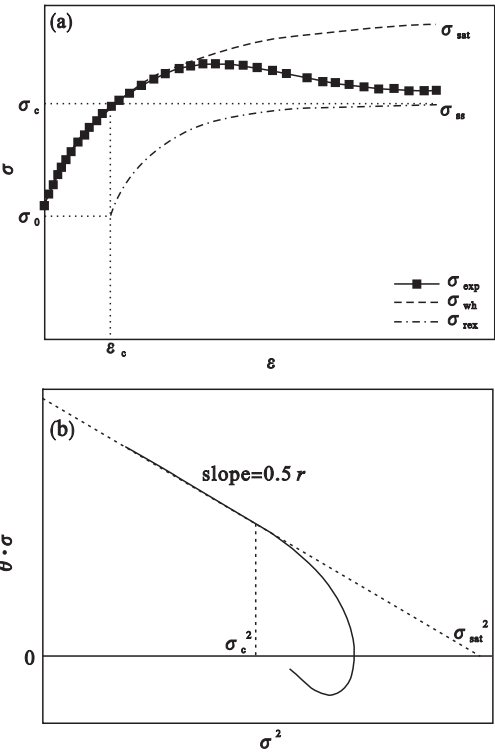 (a)
σ sat
σ c
σ ss
σ
σ 0
σ exp
σ wh
σ rex
ε c
ε
(b)
slope=0.5 r
θ·σ
σ c 2
σ sat 2
0
σ 2